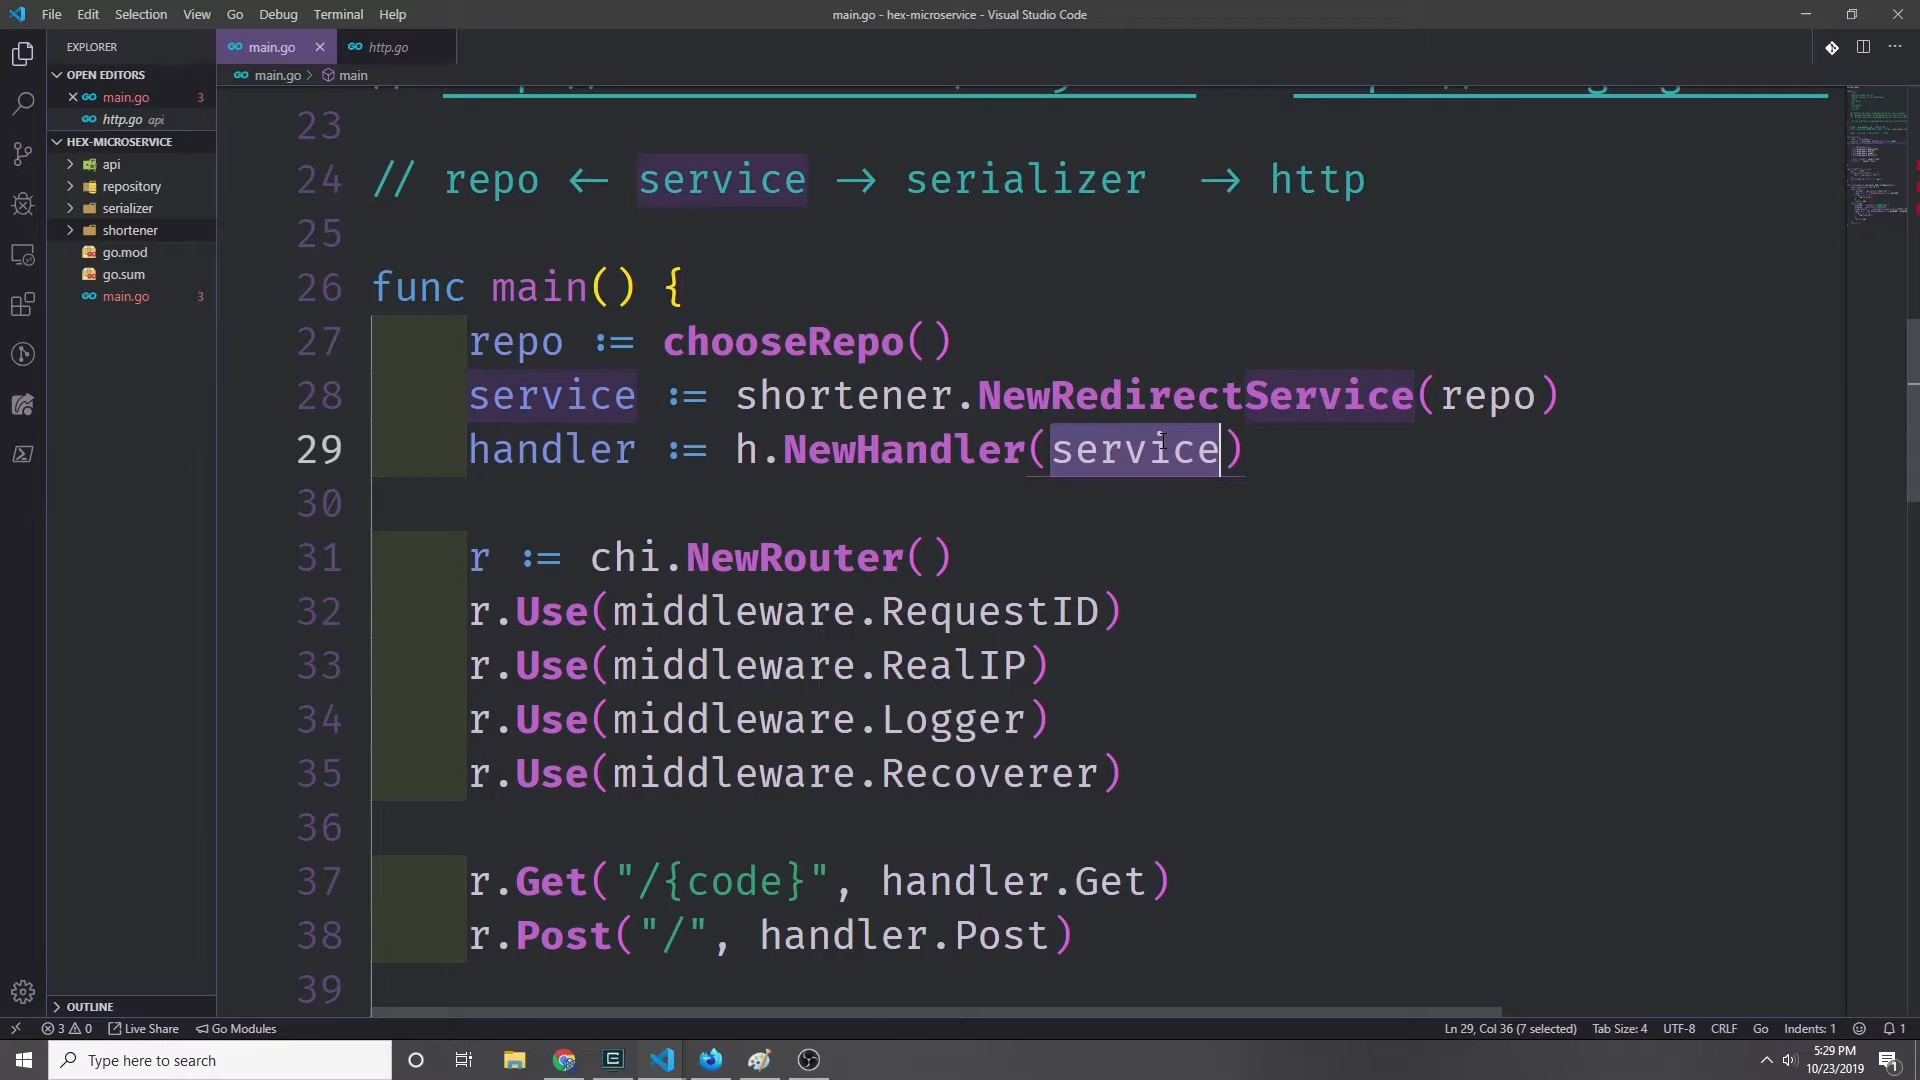 File Edit Selection View Go Debug Terminal Help
main.go - hex-microservice - Visual Studio Code
EXPLORER
OPEN EDITORS
main.go 3
http.go api
HEX-MICROSERVICE
api
repository
serializer
shortener
go.mod
go.sum
main.go 3
OUTLINE
main.go
http.go
main.go > main
23
24 // repo <- service -> serializer -> http
25
26 func main() {
27 repo := chooseRepo()
28 service := shortener.NewRedirectService(repo)
29 handler := h.NewHandler(service)
30
31 r := chi.NewRouter()
32 r.Use(middleware.RequestID)
33 r.Use(middleware.RealIP)
34 r.Use(middleware.Logger)
35 r.Use(middleware.Recoverer)
36
37 r.Get("/{code}", handler.Get)
38 r.Post("/", handler.Post)
39
3 0 Live Share Go Modules
Ln 29, Col 36 (7 selected) Tab Size: 4 UTF-8 CRLF Go Indents: 1 1
Type here to search
5:29 PM
10/23/2019
1